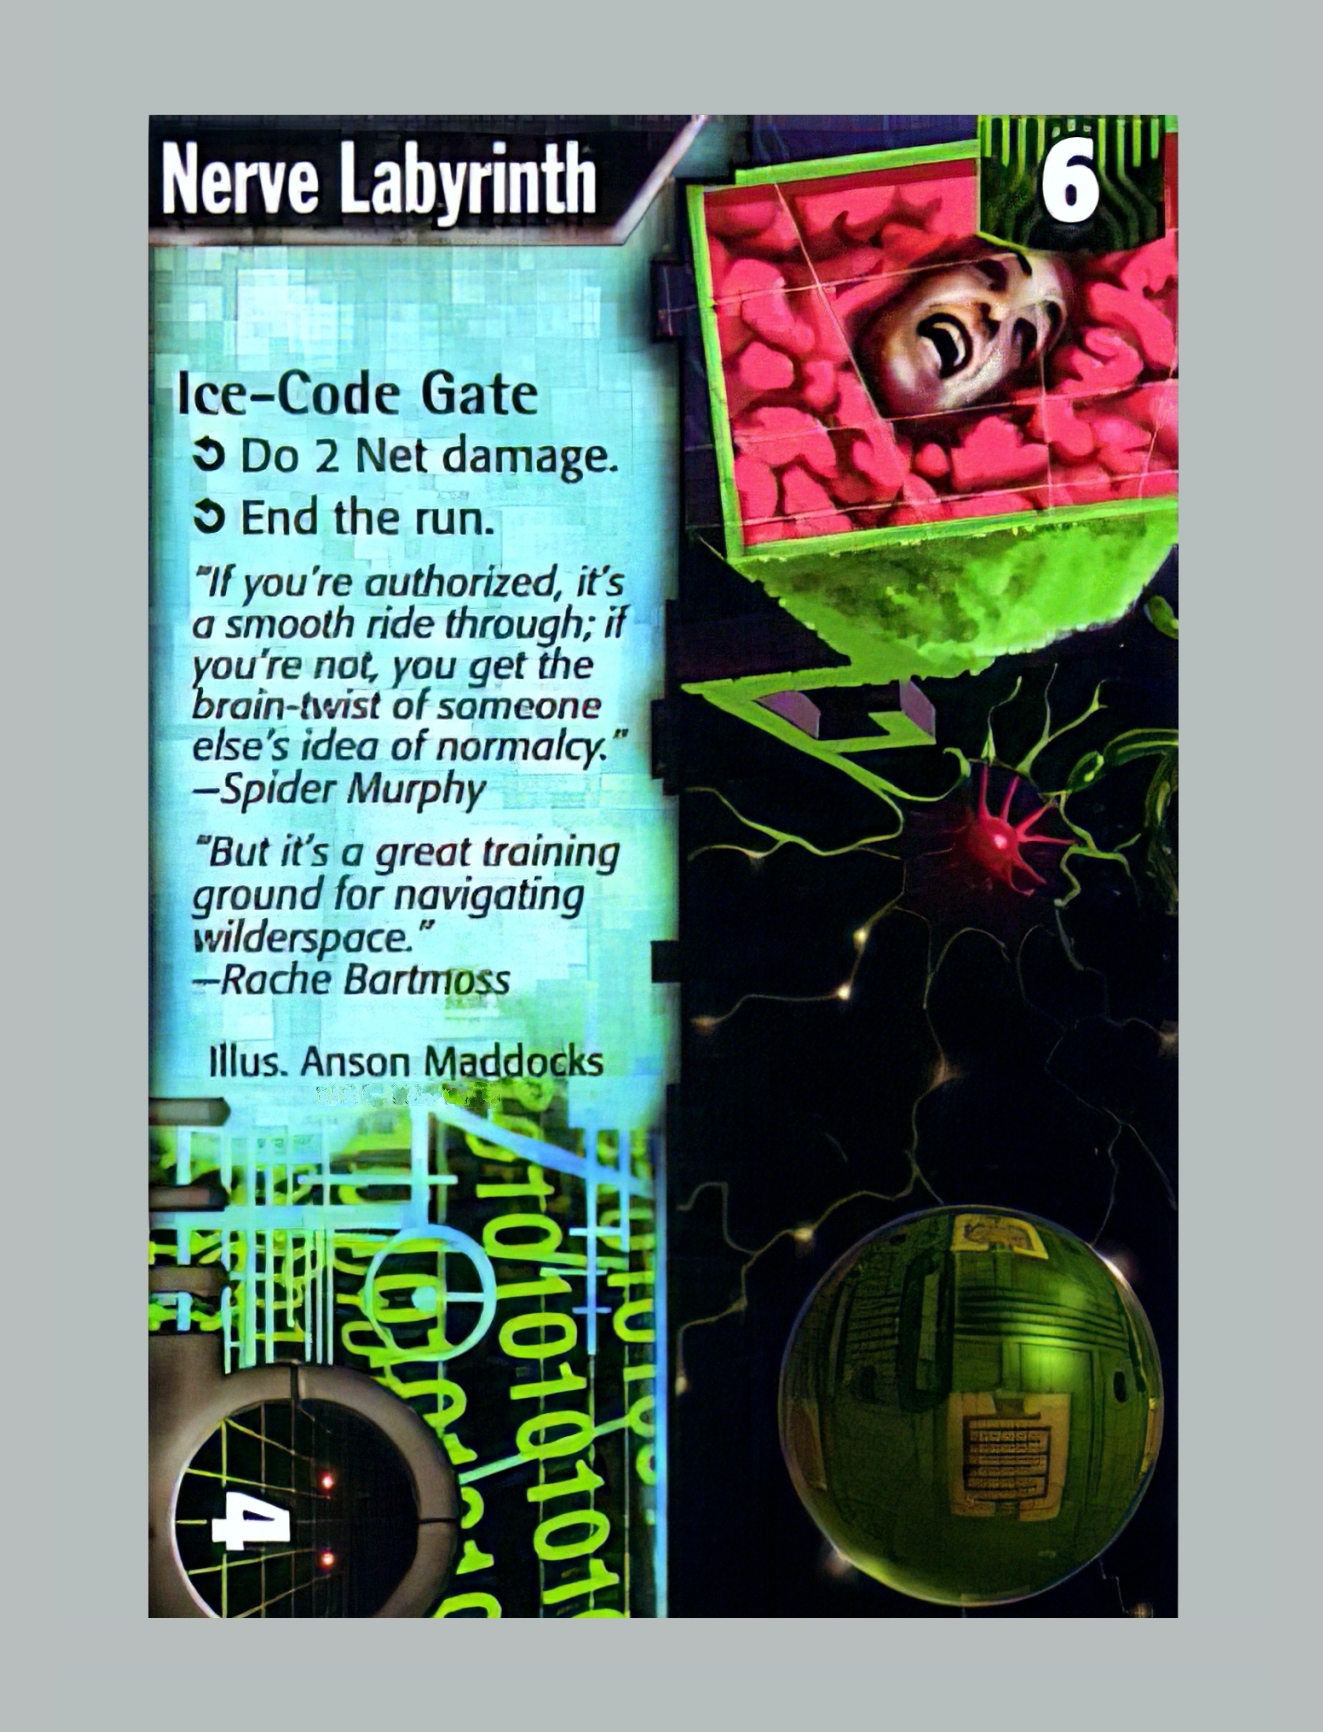 Nerve Labyrinth
6
Ice-Code Gate
Do 2 Net damage.
End the run.
"If you're authorized, it's
a smooth ride through; if
you're not, you get the
brain-twist of someone
else's idea of normalcy."
—Spider Murphy
"But it's a great training
ground for navigating
wilderspace."
—Rache Bartmoss
Illus. Anson Maddocks
4